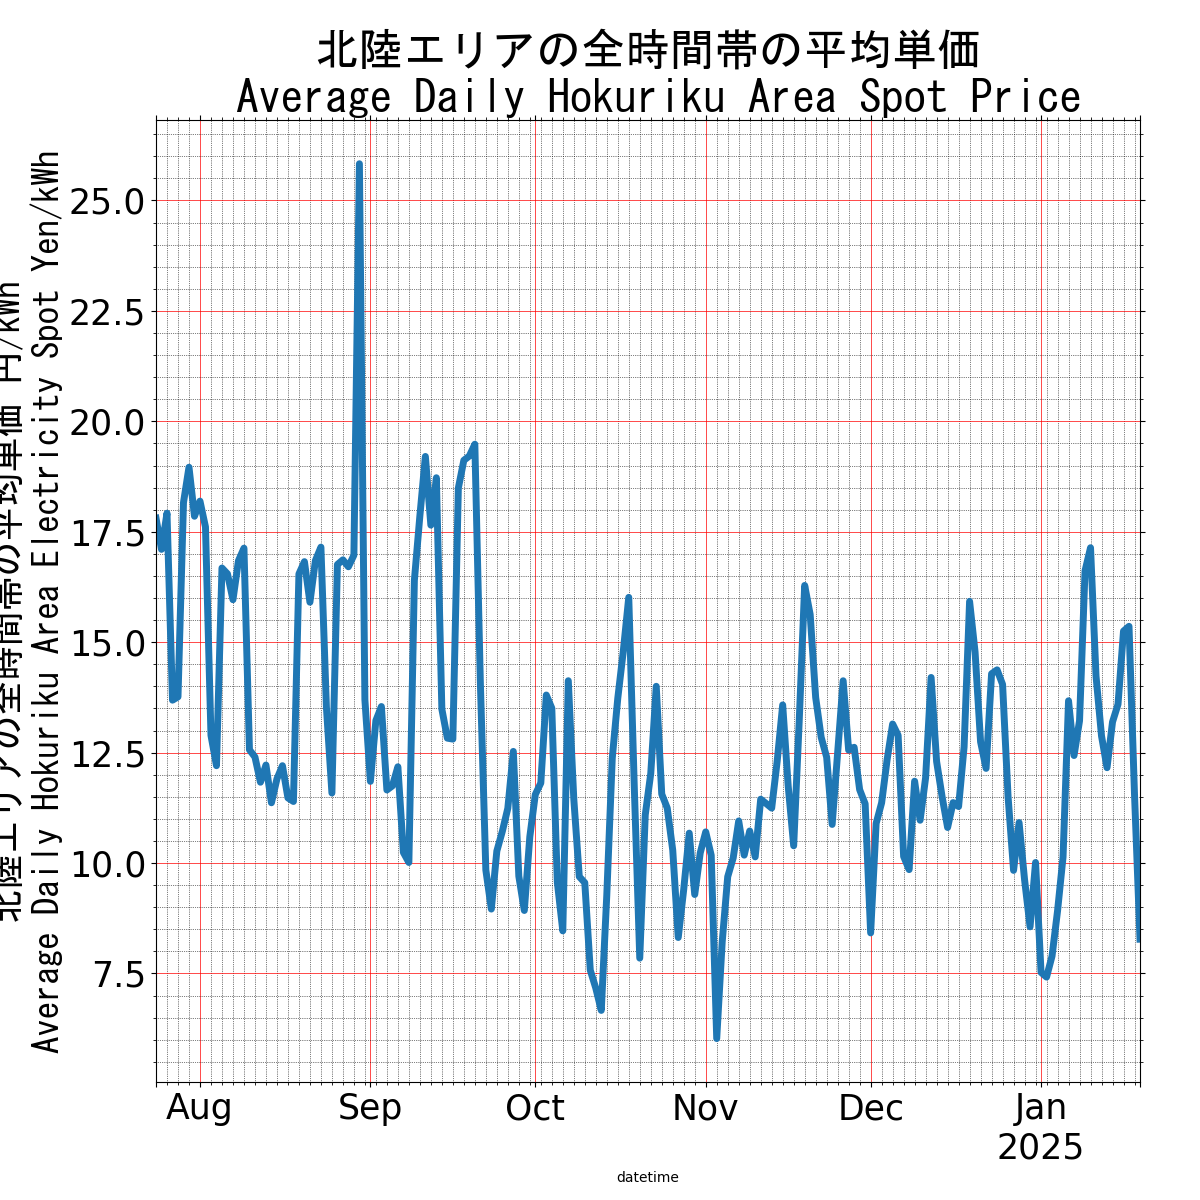 北陸エリアの全時間帯の平均単価
Average Daily Hokuriku Area Spot Price
北陸エリアの全時間帯の平均単価 円/kWh
Average Daily Hokuriku Area Electricity Spot Yen/kWh
25.0
22.5
20.0
17.5
15.0
12.5
10.0
7.5
Aug
Sep
Oct
Nov
Dec
Jan
2025
datetime